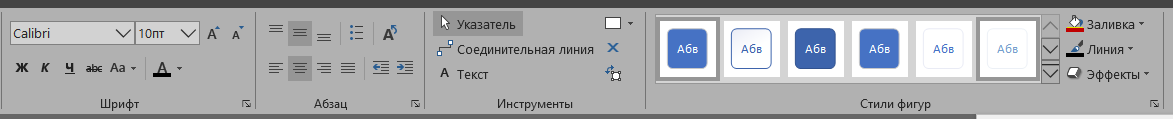 Calibri 10пт А А А Указатель Абв Абв Абв Абв Абв Абв Заливка
Соединительная линия Линия
Ж К Ч abc Aa А A Текст Эффекты
Шрифт Абзац Инструменты Стили фигур